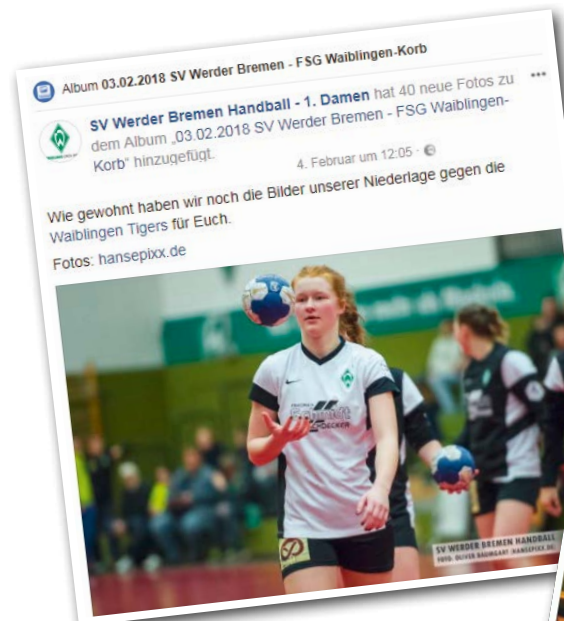 Album 03.02.2018 SV Werder Bremen - FSG Waiblingen-Korb
SV Werder Bremen Handball - 1. Damen hat 40 neue Fotos zu
dem Album „03.02.2018 SV Werder Bremen - FSG Waiblingen-
Korb“ hinzugefügt.
4. Februar um 12:05 ·
Wie gewohnt haben wir noch die Bilder unserer Niederlage gegen die
Waiblingen Tigers für Euch.
Fotos: hansepixx.de
SV WERDER BREMEN HANDBALL
FOTO: OLIVER BAUMGART |HANSEPIXX.DE|